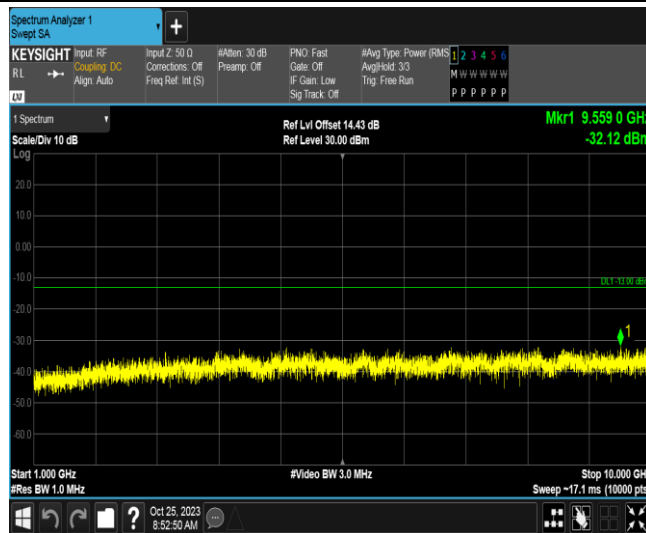 Spectrum Analyzer 1
Swept SA
+
KEYSIGHT
RL
Input: RF
Coupling: DC
Align: Auto
Input Z: 50 Ω
Corrections: Off
Freq Ref: Int (S)
#Atten: 30 dB
Preamp: Off
PNO: Fast
Gate: Off
IF Gain: Low
Sig Track: Off
#Avg Type: Power (RMS
Avg|Hold: 3/3
Trig: Free Run
1 2 3 4 5 6
M W W W W W
P P P P P P
1 Spectrum
Scale/Div 10 dB
Ref Lvl Offset 14.43 dB
Ref Level 30.00 dBm
Mkr1 9.559 0 GHz
-32.12 dBm
Log
20.0
10.0
0.00
-10.0
DL1 -13.00 dBm
-20.0
-30.0
1
-40.0
-50.0
-60.0
Start 1.000 GHz
#Video BW 3.0 MHz
Stop 10.000 GHz
#Res BW 1.0 MHz
Sweep ~17.1 ms (10000 pts
?
Oct 25, 2023
8:52:50 AM